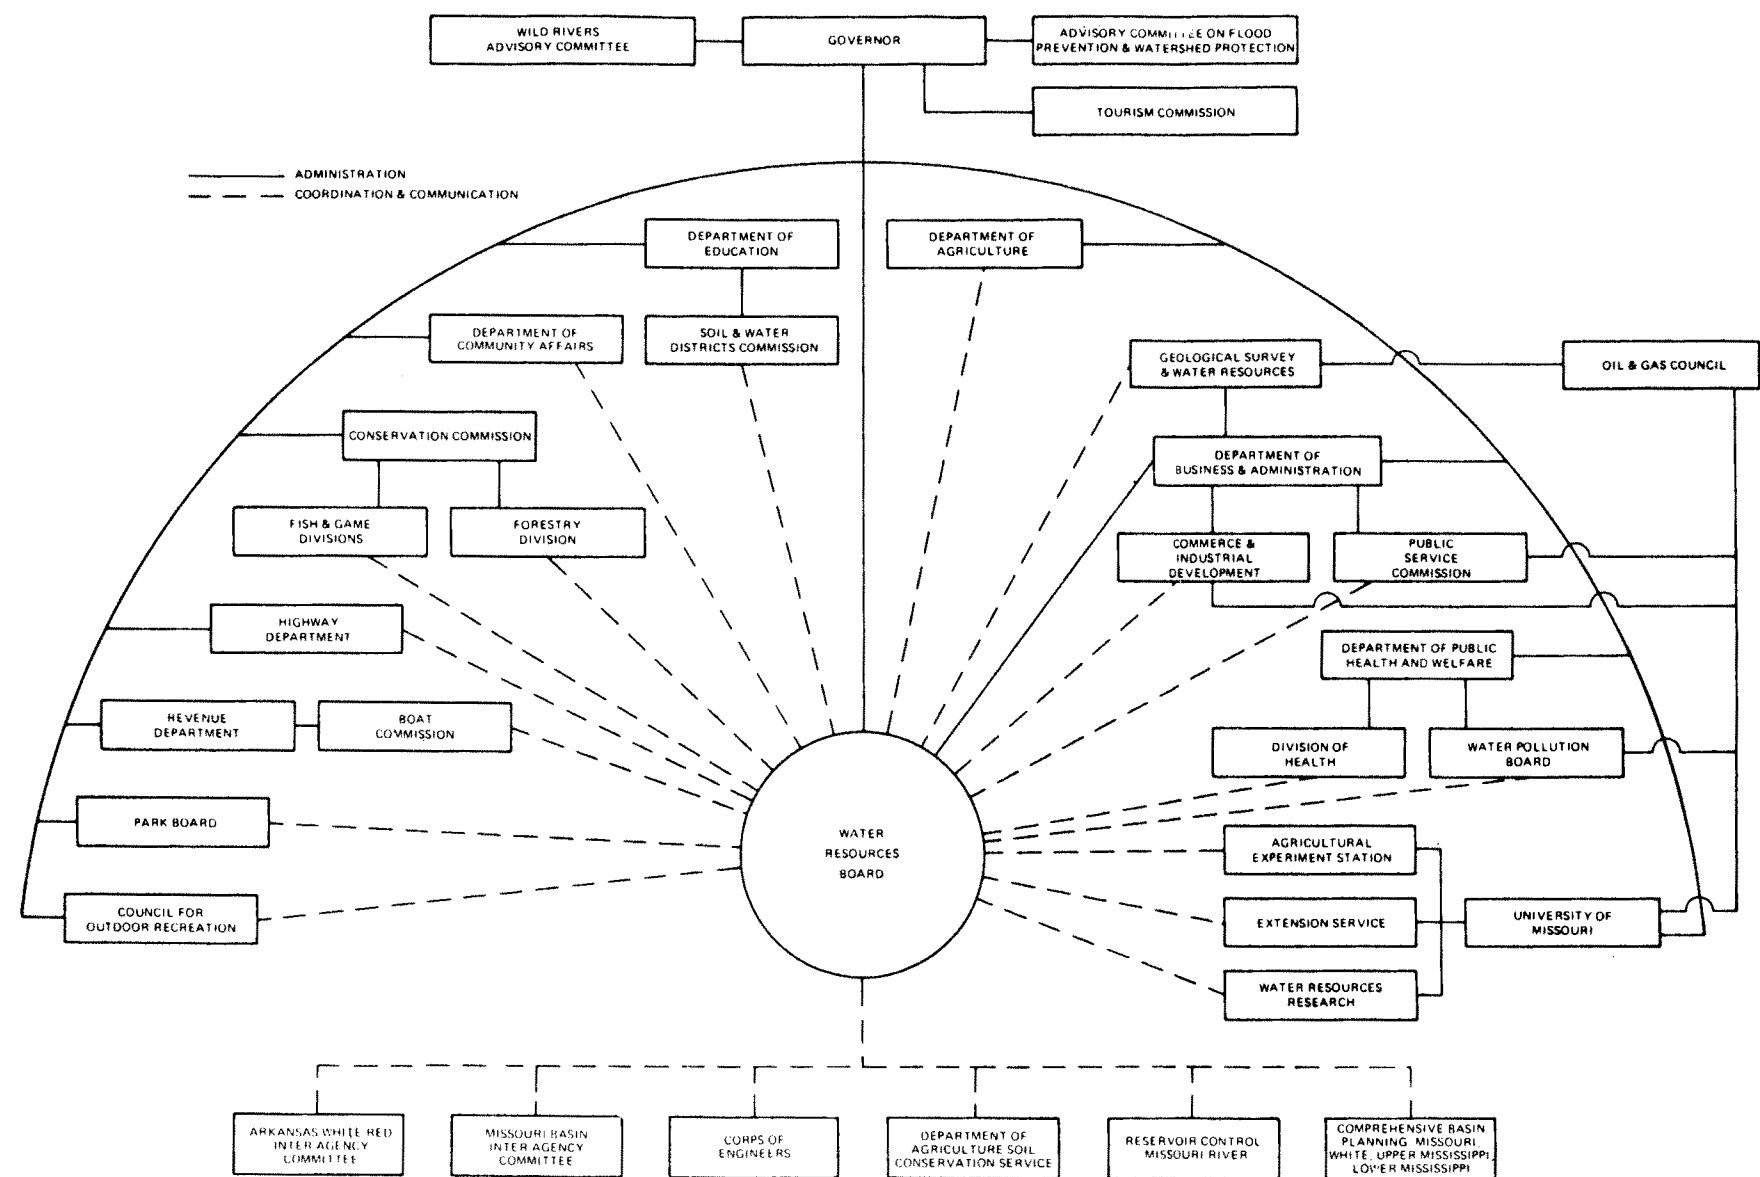 WILD RIVERS
ADVISORY COMMITTEE
GOVERNOR
ADVISORY COMMITTEE ON FLOOD
PREVENTION & WATERSHED PROTECTION
TOURISM COMMISSION
ADMINISTRATION
COORDINATION & COMMUNICATION
DEPARTMENT OF
EDUCATION
DEPARTMENT OF
AGRICULTURE
DEPARTMENT OF
COMMUNITY AFFAIRS
SOIL & WATER
DISTRICTS COMMISSION
GEOLOGICAL SURVEY
& WATER RESOURCES
OIL & GAS COUNCIL
CONSERVATION COMMISSION
DEPARTMENT OF
BUSINESS & ADMINISTRATION
FISH & GAME
DIVISIONS
FORESTRY
DIVISION
COMMERCE &
INDUSTRIAL
DEVELOPMENT
PUBLIC
SERVICE
COMMISSION
HIGHWAY
DEPARTMENT
DEPARTMENT OF PUBLIC
HEALTH AND WELFARE
REVENUE
DEPARTMENT
BOAT
COMMISSION
DIVISION OF
HEALTH
WATER POLLUTION
BOARD
PARK BOARD
WATER
RESOURCES
BOARD
AGRICULTURAL
EXPERIMENT STATION
COUNCIL FOR
OUTDOOR RECREATION
EXTENSION SERVICE
UNIVERSITY OF
MISSOURI
WATER RESOURCES
RESEARCH
ARKANSAS WHITE RED
INTER AGENCY
COMMITTEE
MISSOURI BASIN
INTER AGENCY
COMMITTEE
CORPS OF
ENGINEERS
DEPARTMENT OF
AGRICULTURE SOIL
CONSERVATION SERVICE
RESERVOIR CONTROL
MISSOURI RIVER
COMPREHENSIVE BASIN
PLANNING MISSOURI,
WHITE, UPPER MISSISSIPPI
LOWER MISSISSIPPI